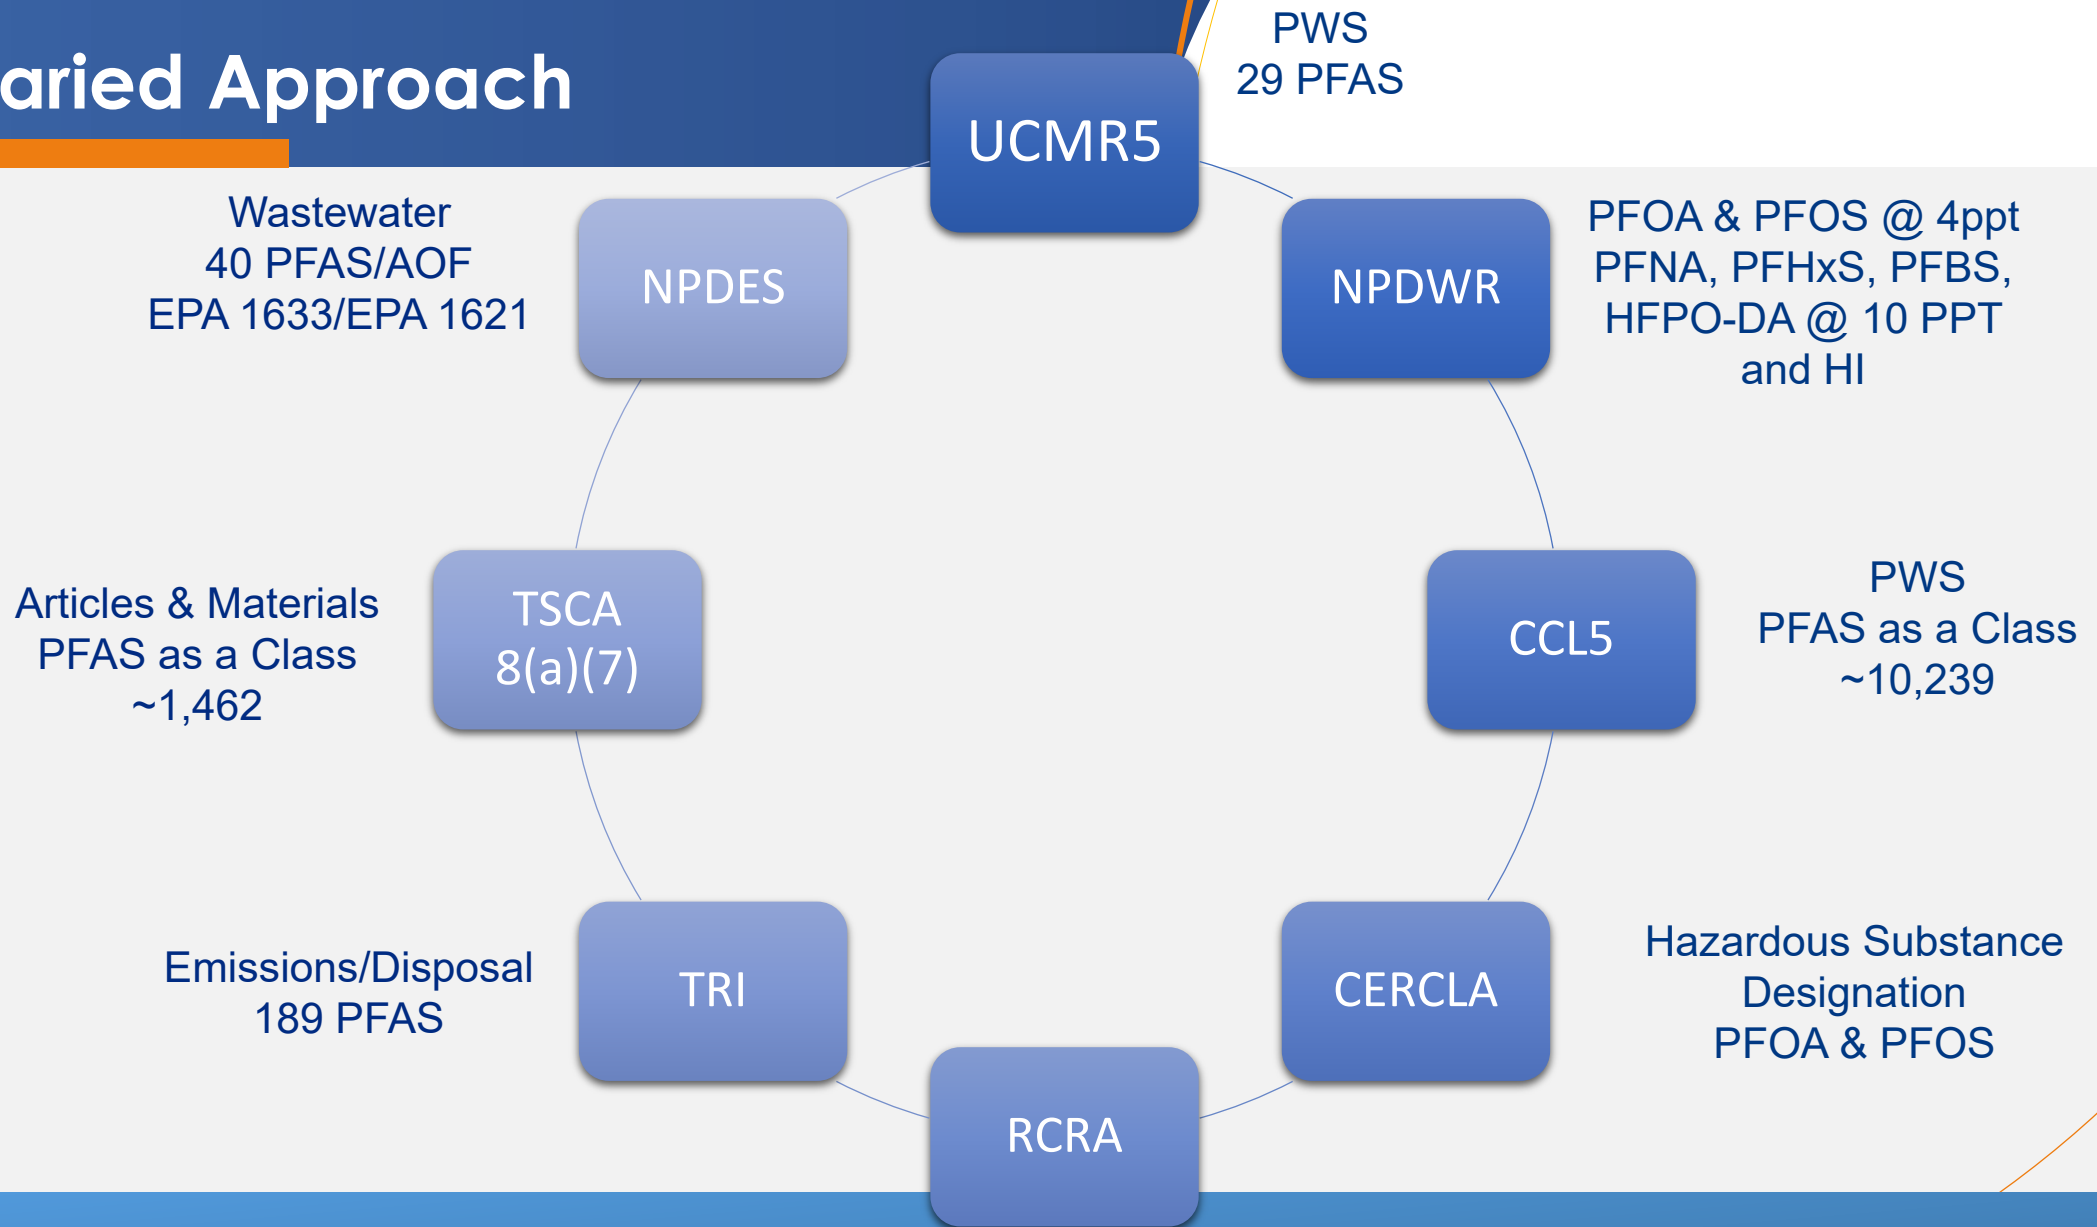 aried Approach
PWS
29 PFAS
UCMR5
Wastewater
40 PFAS/AOF
EPA 1633/EPA 1621
NPDES
NPDWR
PFOA & PFOS @ 4ppt
PFNA, PFHxS, PFBS,
HFPO-DA @ 10 PPT
and HI
Articles & Materials
PFAS as a Class
~1,462
TSCA
8(a)(7)
CCL5
PWS
PFAS as a Class
~10,239
Emissions/Disposal
189 PFAS
TRI
CERCLA
Hazardous Substance
Designation
PFOA & PFOS
RCRA